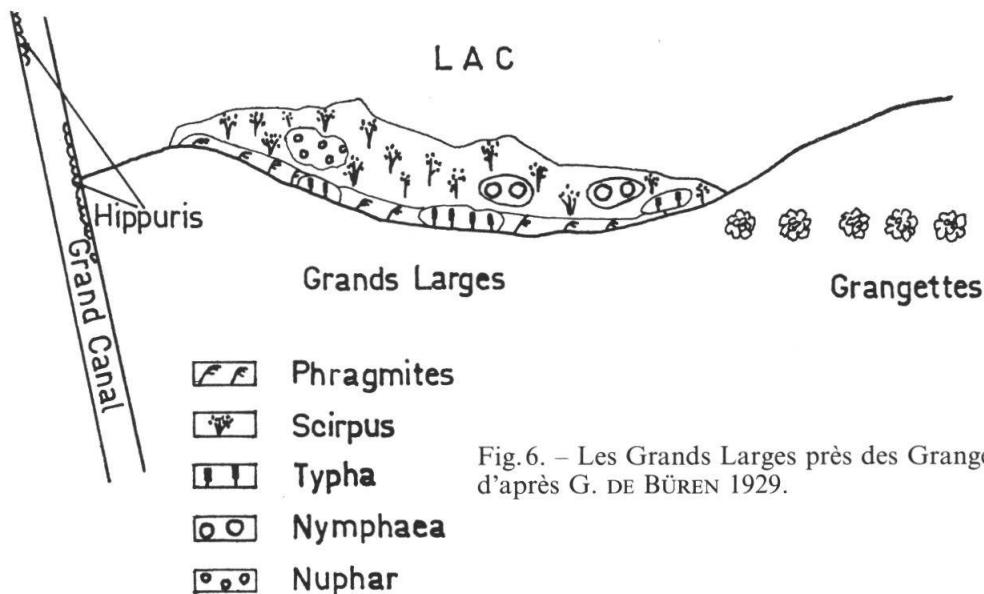 LAC
Hippuris
Grand Canal
Grands Larges
Grangettes
Phragmites
Scirpus
Typha
Nymphaea
Nuphar
Fig. 6. – Les Grands Larges près des Grange
d'après G. DE BÜREN 1929.